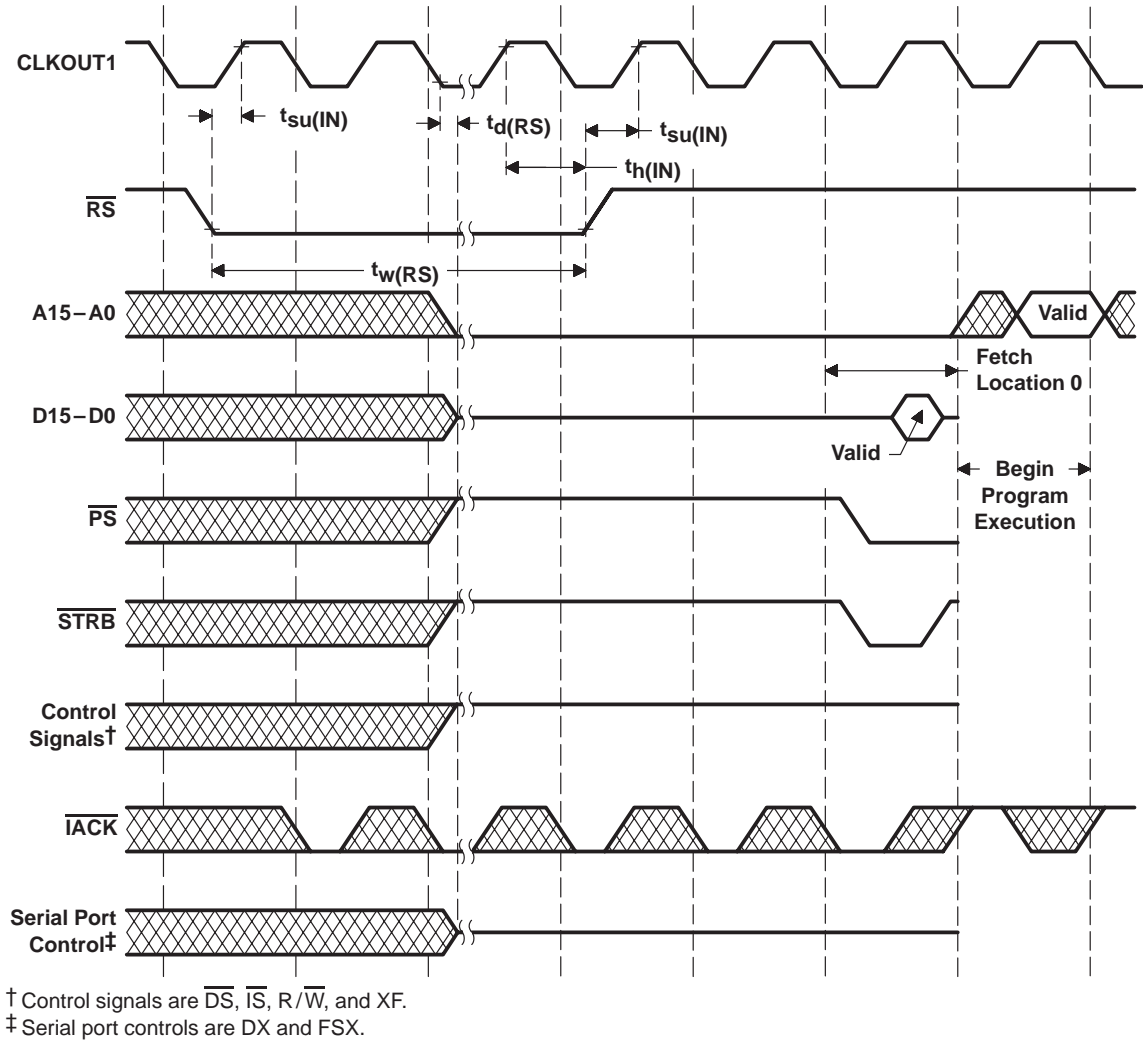 CLKOUT1
tsu(IN)
td(RS)
tsu(IN)
th(IN)
RS
tw(RS)
A15–A0
Valid
Fetch
Location 0
D15–D0
Valid
Begin
Program
Execution
PS
STRB
Control
Signals†
IACK
Serial Port
Control‡
† Control signals are DS, IS, R/W, and XF.
‡ Serial port controls are DX and FSX.